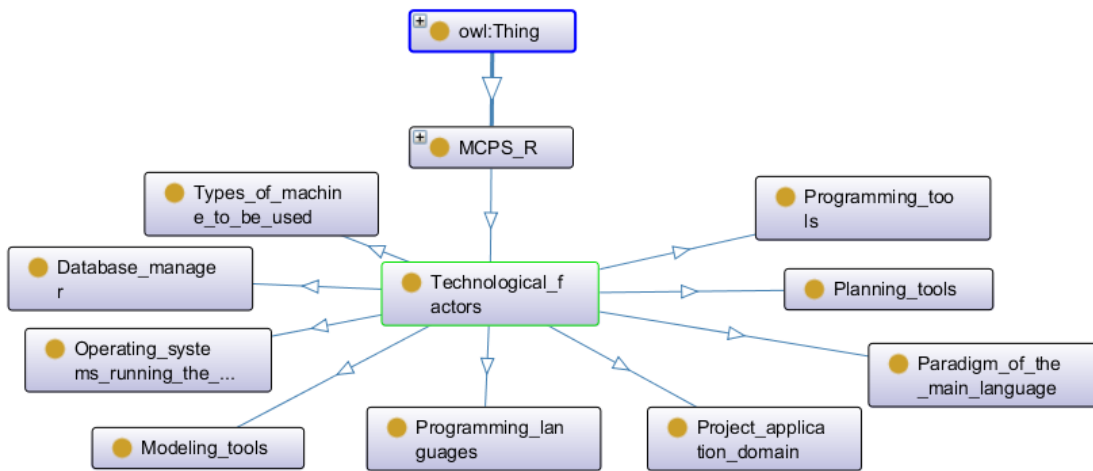 owl:Thing
MCPS_R
Types_of_machin
e_to_be_used
Programming_too
ls
Database_manage
r
Technological_f
actors
Planning_tools
Operating_syste
ms_running_the_...
Paradigm_of_the
_main_language
Modeling_tools
Programming_lan
guages
Project_applica
tion_domain